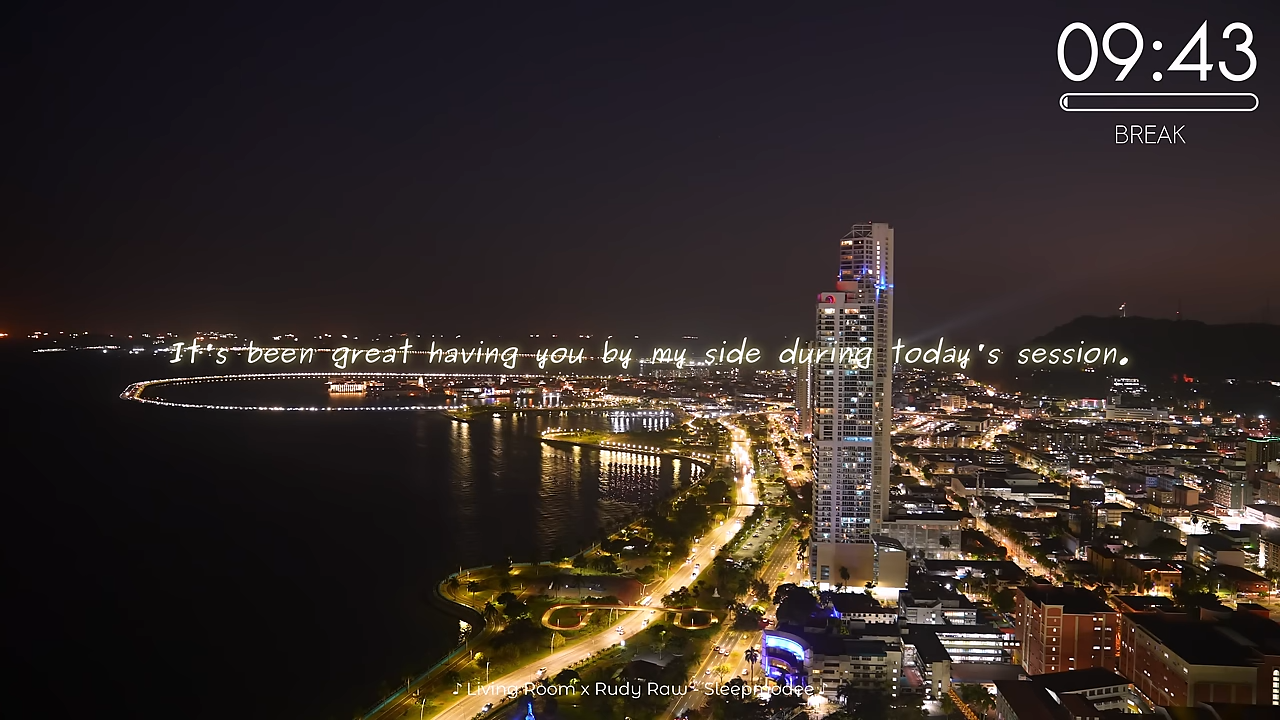 09:43
BREAK
It's been great having you by my side during today's session.
♪ Living Room x Rudy Raw - Sleepmodee ♪